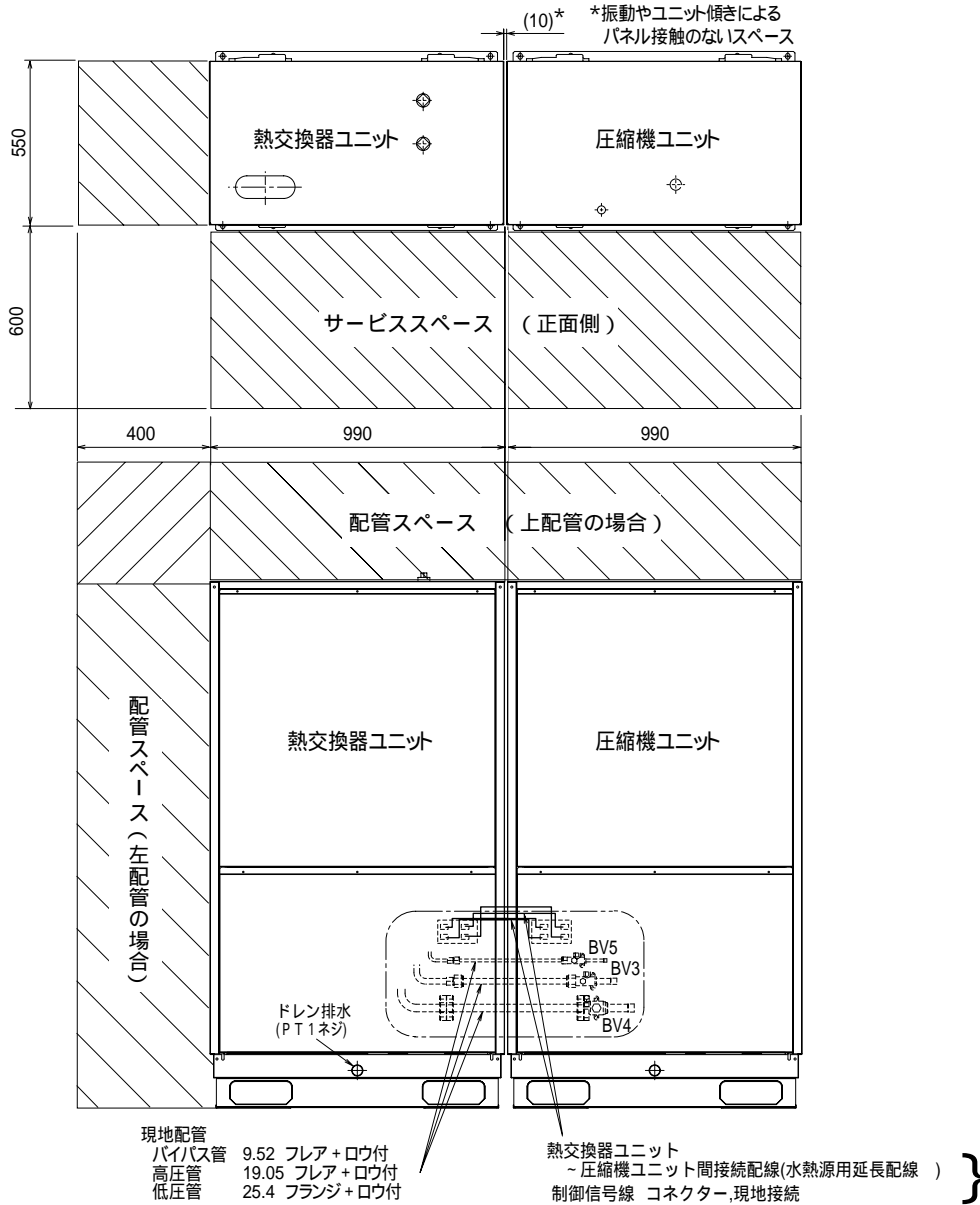 (10)*
*振動やユニット傾きによる
パネル接触のないスペース
550
熱交換器ユニット
圧縮機ユニット
600
サービススペース (正面側)
400
990
990
配管スペース (上配管の場合)
配管スペース(左配管の場合)
熱交換器ユニット
圧縮機ユニット
BV5
BV3
BV4
ドレン排水
(PT1ネジ)
現地配管
バイパス管 9.52 フレア+ロウ付
高圧管 19.05 フレア+ロウ付
低圧管 25.4 フランジ+ロウ付
熱交換器ユニット
~圧縮機ユニット間接続配線(水熱源用延長配線 )
制御信号線 コネクター,現地接続
}